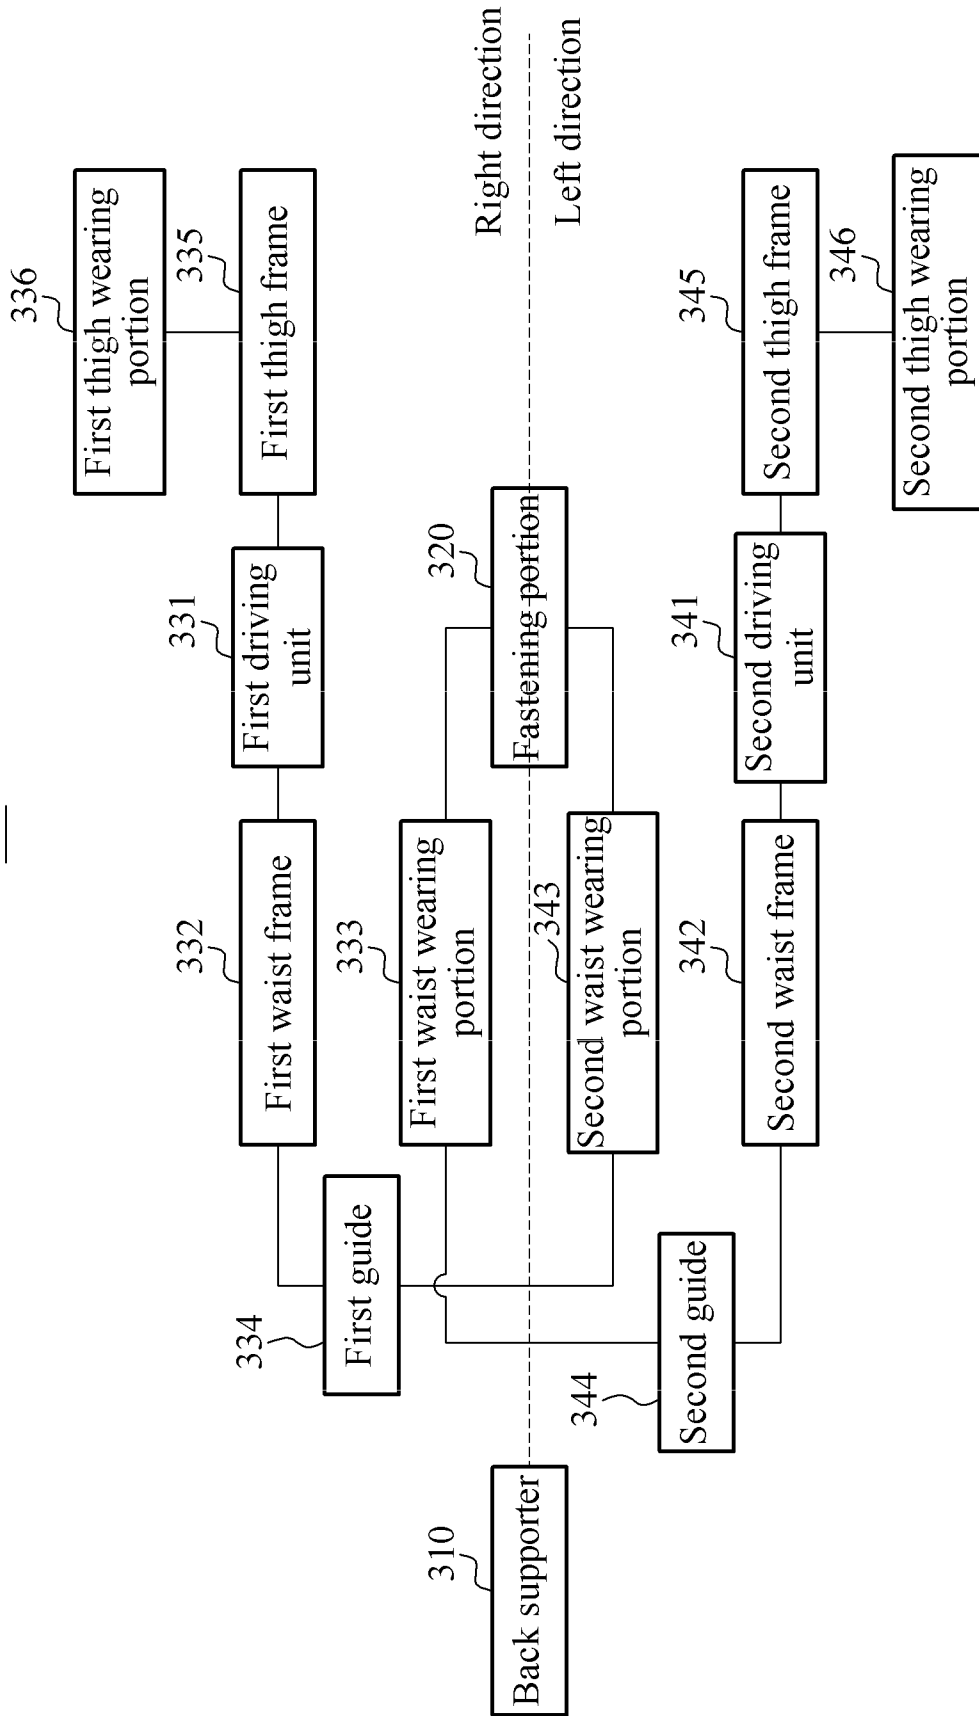 336
First thigh wearing
portion
335
First thigh frame
331
First driving
unit
332
First waist frame
333
First waist wearing
portion
334
First guide
Right direction
Left direction
320
Fastening portion
310
Back supporter
343
Second waist wearing
portion
344
Second guide
342
Second waist frame
341
Second driving
unit
345
Second thigh frame
346
Second thigh wearing
portion